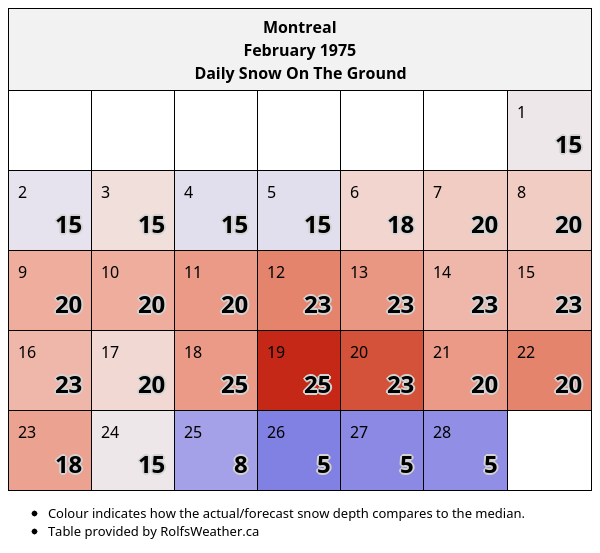 Montreal
February 1975
Daily Snow On The Ground
1
15
2 3 4 5 6 7 8
15 15 15 15 18 20 20
9 10 11 12 13 14 15
20 20 20 23 23 23 23
16 17 18 19 20 21 22
23 20 25 25 23 20 20
23 24 25 26 27 28
18 15 8 5 5 5
• Colour indicates how the actual/forecast snow depth compares to the median.
• Table provided by RolfsWeather.ca